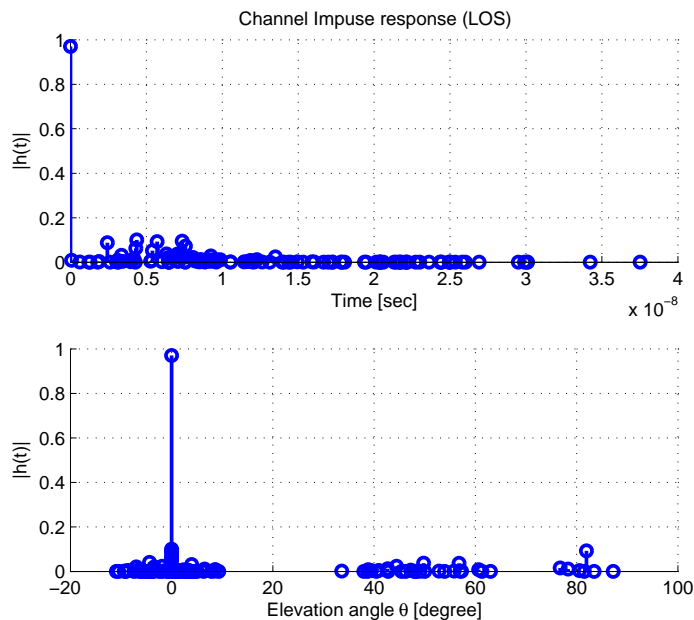 Channel Impuse response (LOS)
1
0.8
0.6
0.4
0.2
0
|h(t)|
0 0.5 1 1.5 2 2.5 3 3.5 4
Time [sec]
x 10⁻⁸
1
0.8
0.6
0.4
0.2
0
|h(t)|
−20 0 20 40 60 80 100
Elevation angle θ [degree]